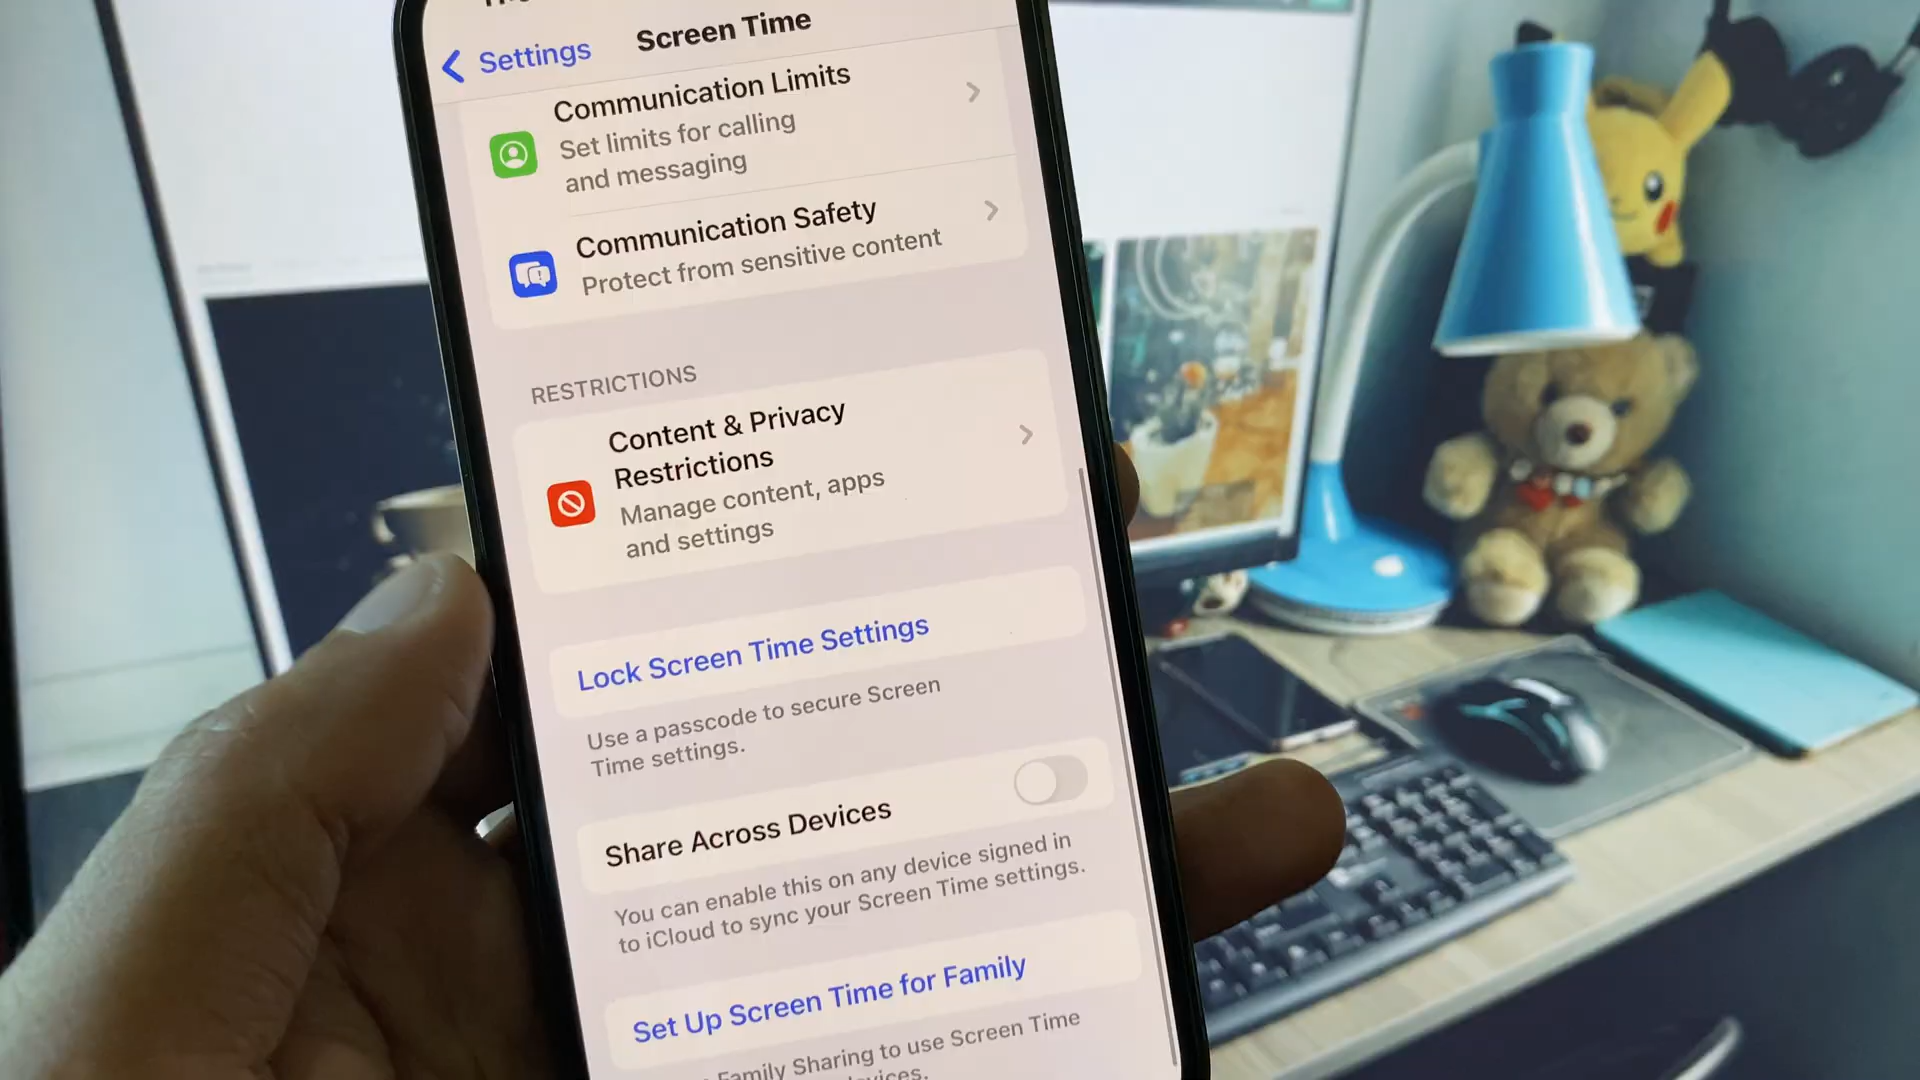 Screen Time
Settings
Communication Limits
Set limits for calling
and messaging
Communication Safety
Protect from sensitive content
RESTRICTIONS
Content & Privacy
Restrictions
Manage content, apps
and settings
Lock Screen Time Settings
Use a passcode to secure Screen
Time settings.
Share Across Devices
You can enable this on any device signed in
to iCloud to sync your Screen Time settings.
Set Up Screen Time for Family
Family Sharing to use Screen Time